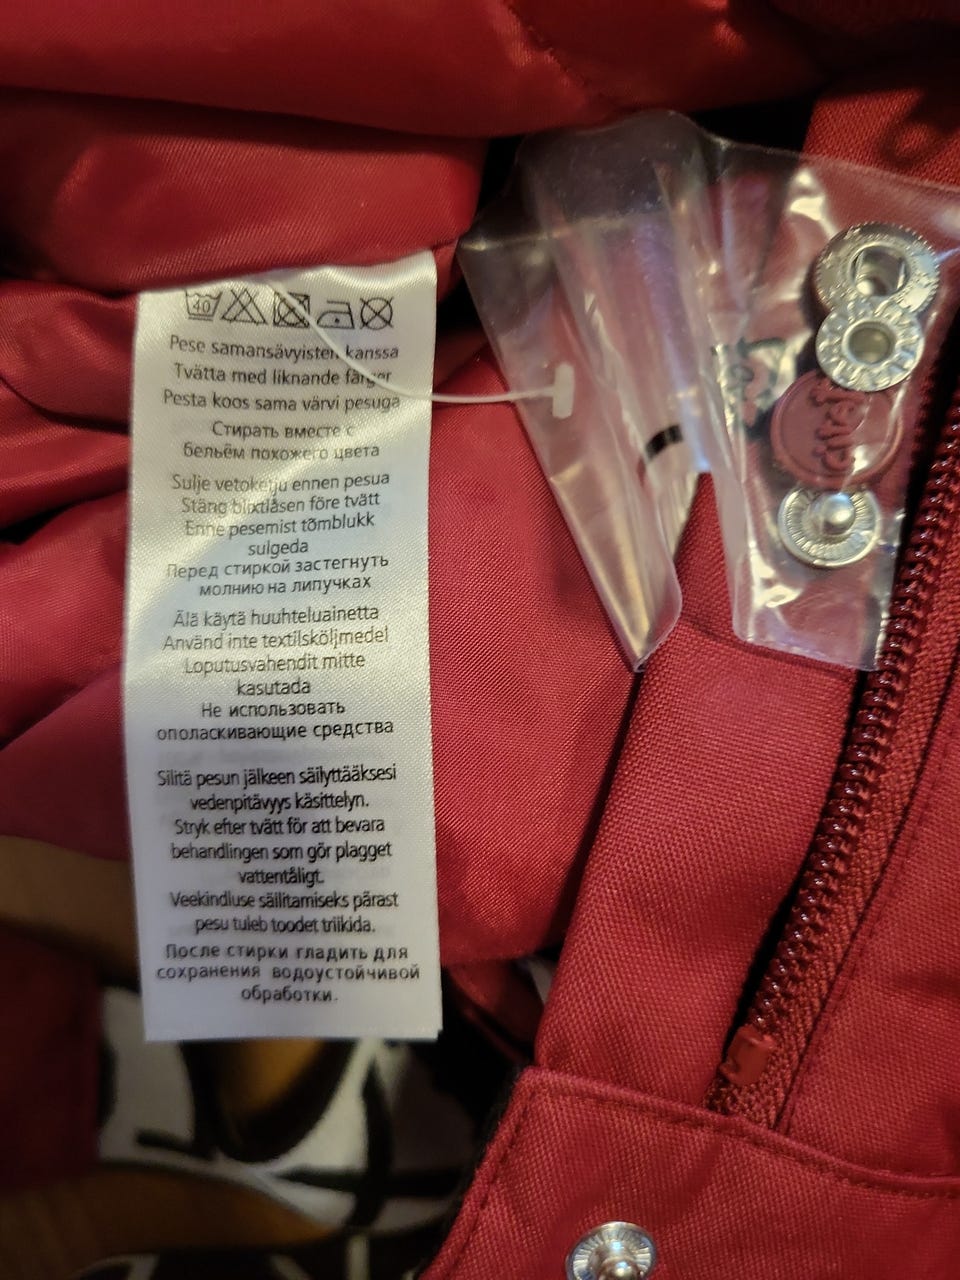 40
Pese samansävyisten kanssa
Tvätta med liknande färger
Pesta koos sama värvi pesuga
Стирать вместе с
бельём похожего цвета
Sulje vetoketju ennen pesua
Stäng blixtlåsen före tvätt
Enne pesemist tõmblukk
sulgeda
Перед стиркой застегнуть
молнию на липучках
Älä käytä huuhteluainetta
Använd inte textilsköljmedel
Loputusvahendit mitte
kasutada
Не использовать
ополаскивающие средства
Silitä pesun jälkeen säilyttääksesi
vedenpitävyys käsittelyn.
Stryk efter tvätt för att bevara
behandlingen som gör plagget
vattentåligt.
Veekindluse säilitamiseks pärast
pesu tuleb toodet triikida.
После стирки гладить для
сохранения водоустойчивой
обработки.